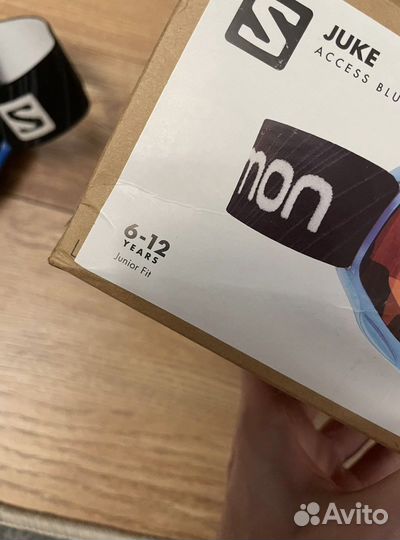 S
JUKE
ACCESS BLU
mon
S
6-12
YEARS
Junior Fit
Avito